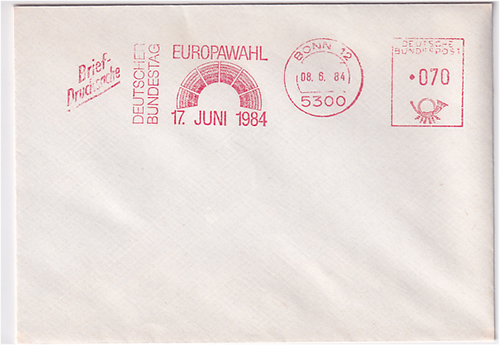 Brief-
Drucksache
DEUTSCHER
BUNDESTAG
EUROPAWAHL
17. JUNI 1984
BONN 12
08. 6. 84
5300
DEUTSCHE
BUNDESPOST
070